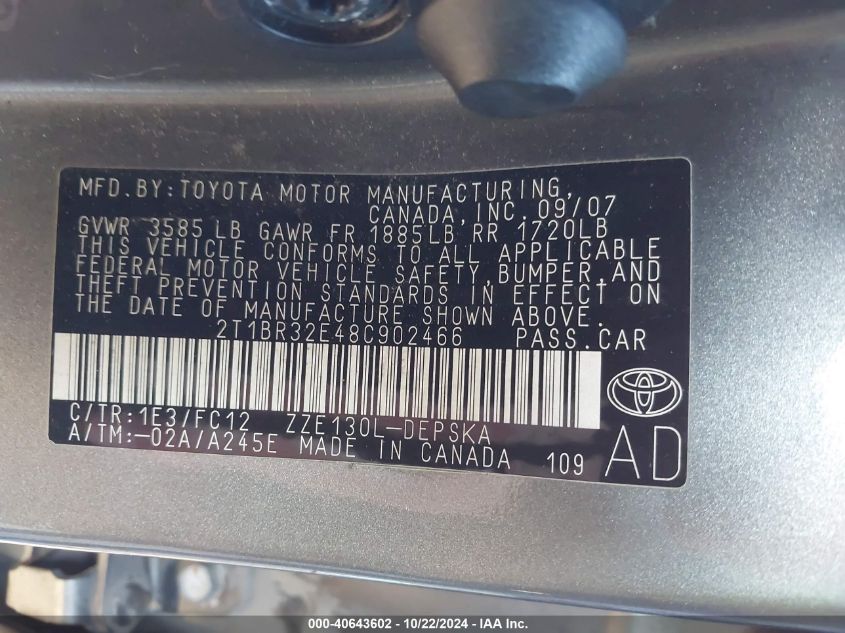 MFD.BY:TOYOTA MOTOR MANUFACTURING,
CANADA,INC. 09/07
GVWR 3585 LB GAWR FR 1885LB RR 1720LB
THIS VEHICLE CONFORMS TO ALL APPLICABLE
FEDERAL MOTOR VEHICLE SAFETY,BUMPER,AND
THEFT PREVENTION STANDARDS IN EFFECT ON
THE DATE OF MANUFACTURE SHOWN ABOVE.
2T1BR32E48C902466 PASS.CAR
C/TR:1E3/FC12 ZZE130L-DEPSKA
A/TM:-02A/A245E MADE IN CANADA 109 AD
000-40643602 - 10/22/2024 - IAA Inc.